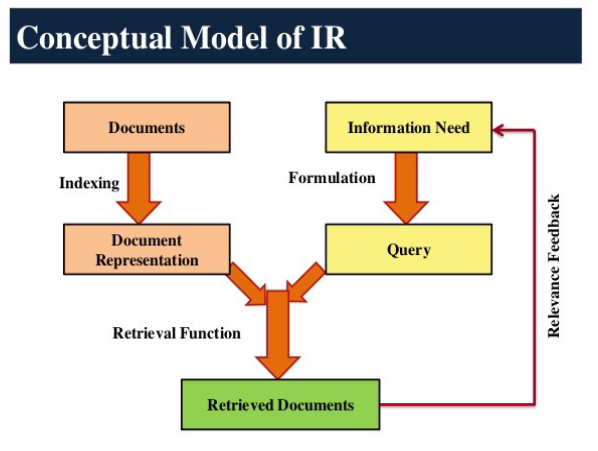 Conceptual Model of IR
Documents
Information Need
Indexing
Formulation
Document
Representation
Query
Relevance Feedback
Retrieval Function
Retrieved Documents